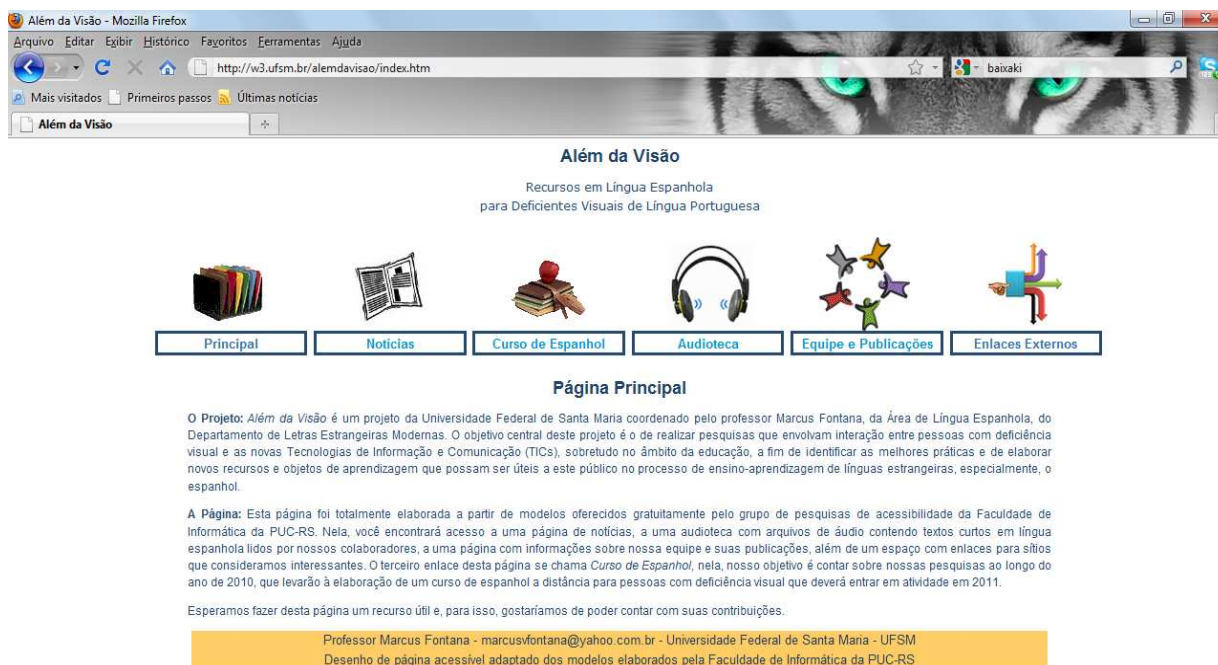 Além da Visão - Mozilla Firefox
Arquivo Editar Exibir Histórico Favoritos Ferramentas Ajuda
http://w3.ufsm.br/alemdavisao/index.htm baixaki
Mais visitados Primeiros passos Últimas notícias
Além da Visão
Além da Visão
Recursos em Língua Espanhola
para Deficientes Visuais de Língua Portuguesa
Principal Noticias Curso de Espanhol Audioteca Equipe e Publicações Enlaces Externos
Página Principal
O Projeto: Além da Visão é um projeto da Universidade Federal de Santa Maria coordenado pelo professor Marcus Fontana, da Área de Língua Espanhola, do
Departamento de Letras Estrangeiras Modernas. O objetivo central deste projeto é o de realizar pesquisas que envolvam interação entre pessoas com deficiência
visual e as novas Tecnologias de Informação e Comunicação (TICs), sobretudo no âmbito da educação, a fim de identificar as melhores práticas e de elaborar
novos recursos e objetos de aprendizagem que possam ser úteis a este público no processo de ensino-aprendizagem de línguas estrangeiras, especialmente, o
espanhol.
A Página: Esta página foi totalmente elaborada a partir de modelos oferecidos gratuitamente pelo grupo de pesquisas de acessibilidade da Faculdade de
Informática da PUC-RS. Nela, você encontrará acesso a uma página de notícias, a uma audioteca com arquivos de áudio contendo textos curtos em língua
espanhola lidos por nossos colaboradores, a uma página com informações sobre nossa equipe e suas publicações, além de um espaço com enlaces para sítios
que consideramos interessantes. O terceiro enlace desta página se chama Curso de Espanhol, nela, nosso objetivo é contar sobre nossas pesquisas ao longo do
ano de 2010, que levarão à elaboração de um curso de espanhol a distância para pessoas com deficiência visual que deverá entrar em atividade em 2011.
Esperamos fazer desta página um recurso útil e, para isso, gostaríamos de poder contar com suas contribuições.
Professor Marcus Fontana - marcusvfontana@yahoo.com.br - Universidade Federal de Santa Maria - UFSM
Desenho de página acessível adaptado dos modelos elaborados pela Faculdade de Informática da PUC-RS